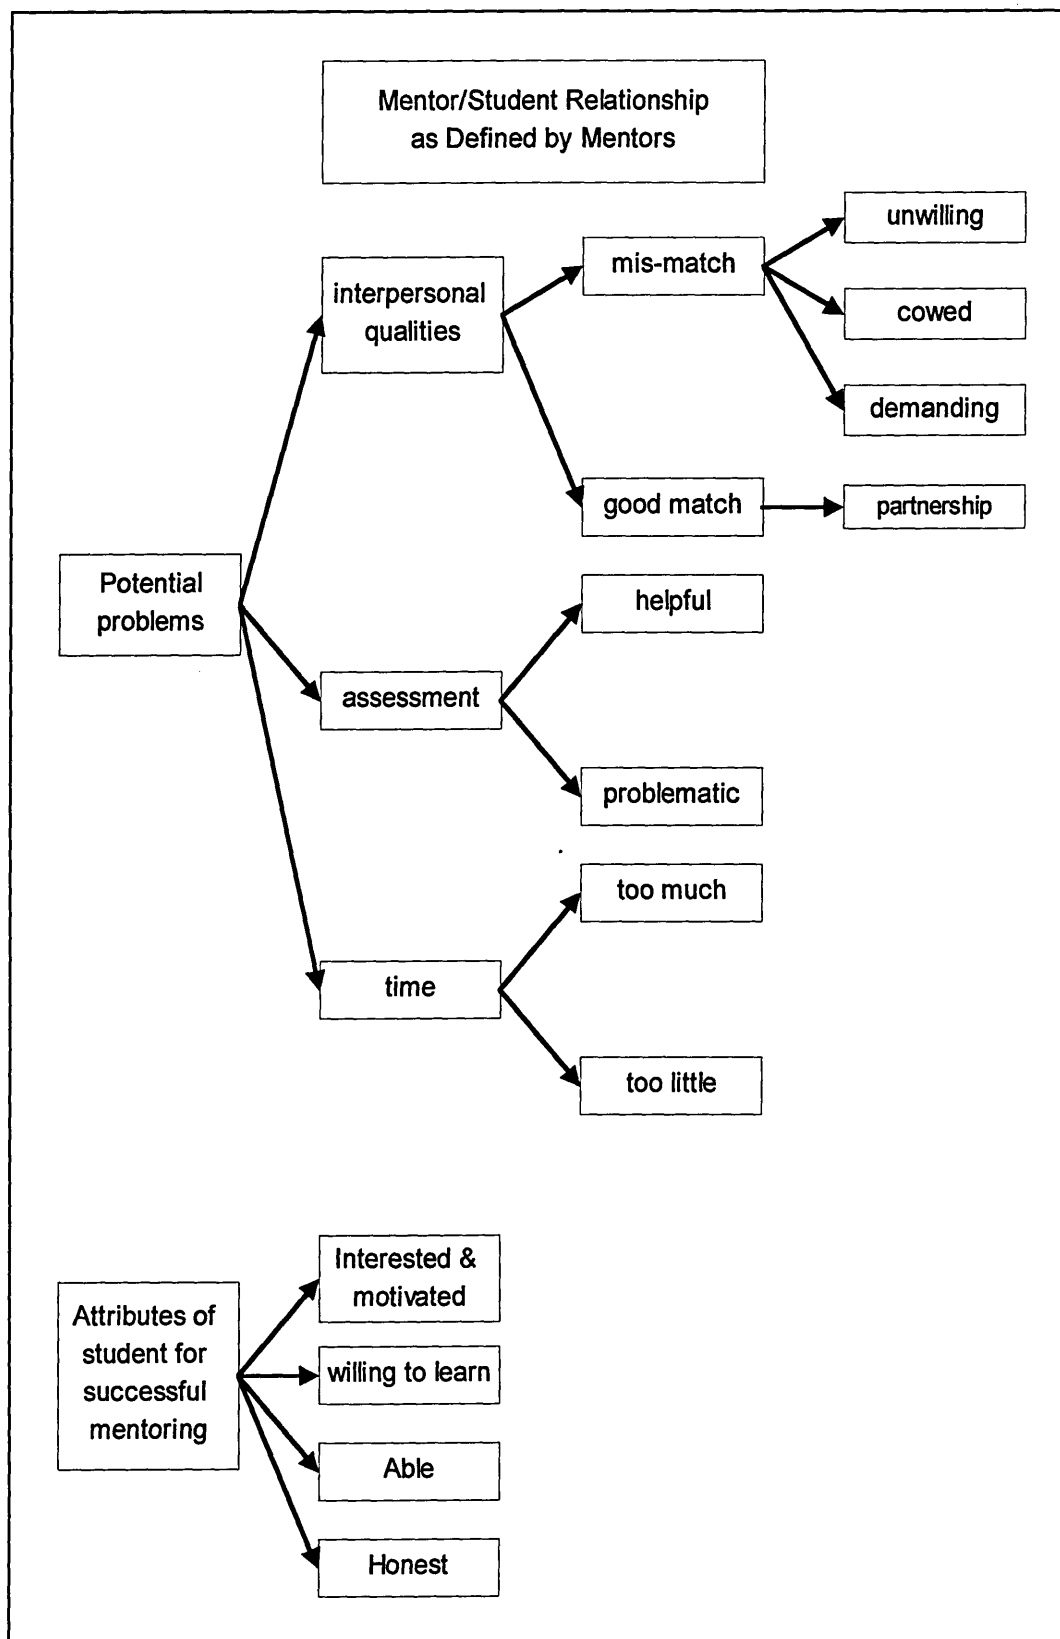 Mentor/Student Relationship
as Defined by Mentors
unwilling
mis-match
interpersonal
qualities
cowed
demanding
good match
partnership
Potential
problems
helpful
assessment
problematic
too much
time
too little
Interested &
motivated
Attributes of
student for
successful
mentoring
willing to learn
Able
Honest